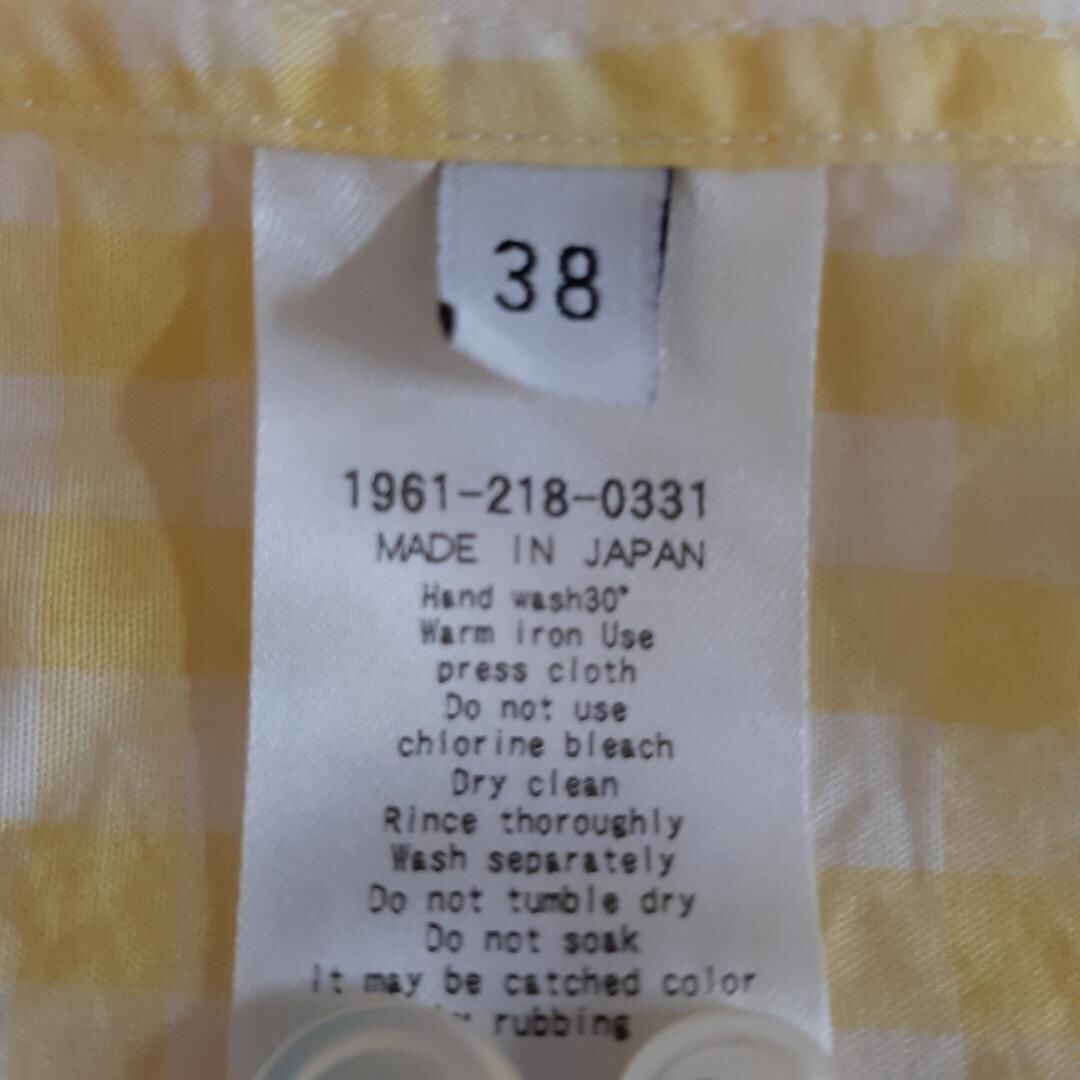 38
1961-218-0331
MADE IN JAPAN
Hand wash30°
Warm iron Use
press cloth
Do not use
chlorine bleach
Dry clean
Rince thoroughly
Wash separately
Do not tumble dry
Do not soak
It may be catched color
rubbing